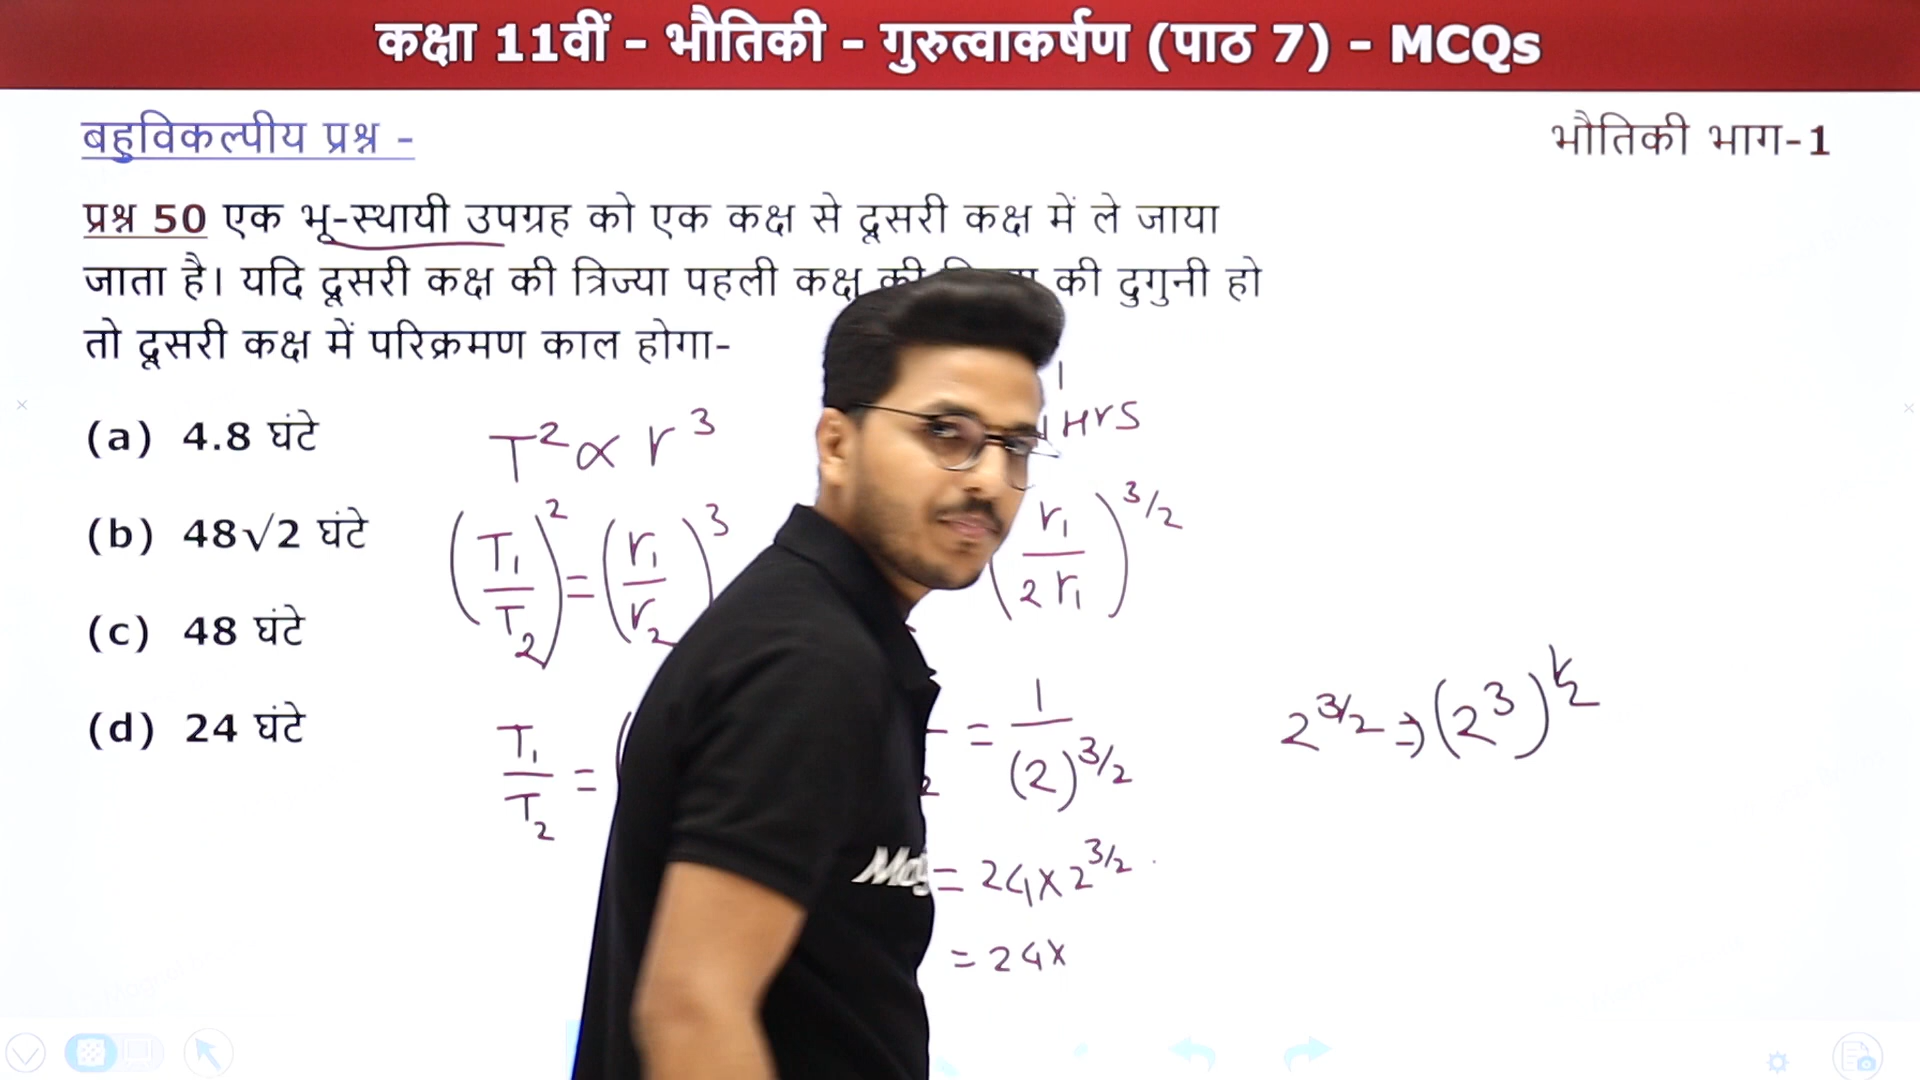 कक्षा 11वीं - भौतिकी - गुरुत्वाकर्षण (पाठ 7) - MCQs
बहुविकल्पीय प्रश्न -
भौतिकी भाग-1
प्रश्न 50 एक भू-स्थायी उपग्रह को एक कक्ष से दूसरी कक्ष में ले जाया
जाता है। यदि दूसरी कक्ष की त्रिज्या पहली कक्ष की की दुगुनी हो
तो दूसरी कक्ष में परिक्रमण काल होगा-
(a) 4.8 घंटे
(b) 48√2 घंटे
(c) 48 घंटे
(d) 24 घंटे
T² ∝ r³
Hrs
(T₁/T₂)² = (r₁/r₂)³
(r₁/2r₁)^3/2
T₁/T₂ =
= 1/(2)^3/2
2^3/2 ⇒ (2³)^1/2
= 24×2^3/2
= 24×